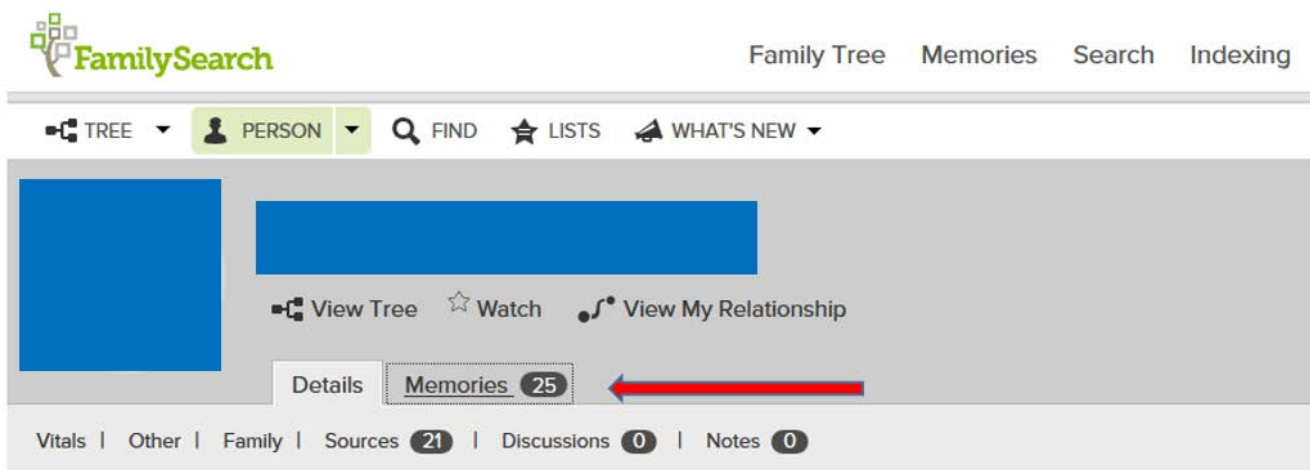 FamilySearch
Family Tree Memories Search Indexing
TREE PERSON FIND LISTS WHAT'S NEW
View Tree Watch View My Relationship
Details Memories 25
Vitals | Other | Family | Sources 21 | Discussions 0 | Notes 0